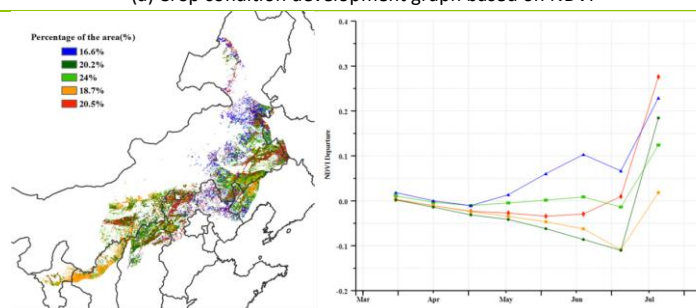 (a) Crop condition development graph based on NDVI
Percentage of the area(%)
16.6%
20.2%
24%
18.7%
20.5%
NDVI Departure
0.4
0.3
0.2
0.1
0.0
-0.1
-0.2
Mar
Apr
May
Jun
Jul